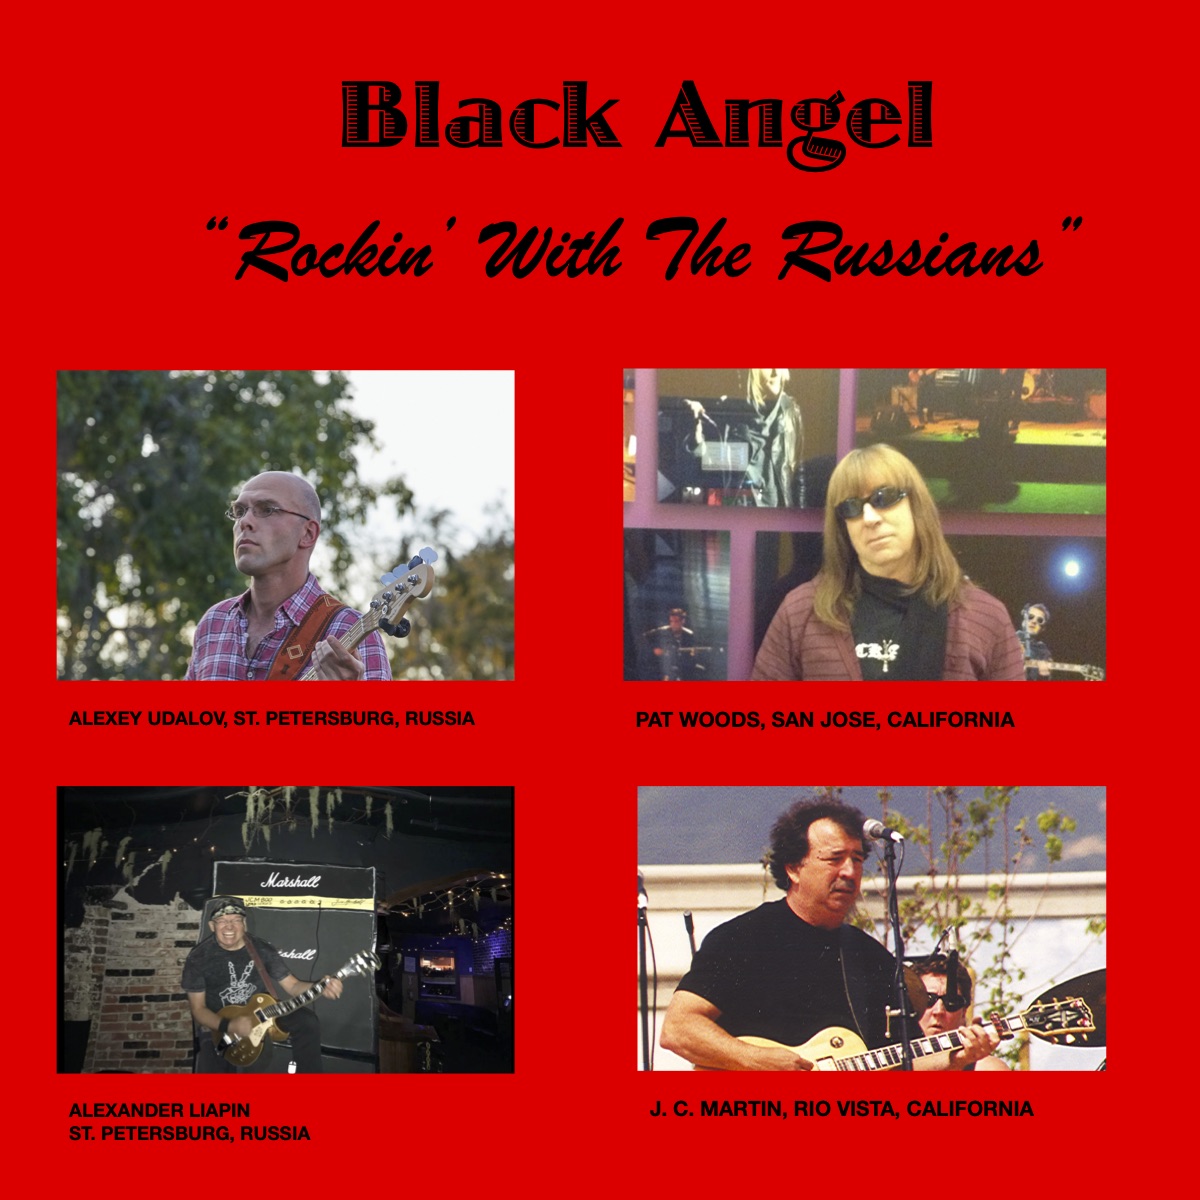 Black Angel
“Rockin’ With The Russians”
ALEXEY UDALOV, ST. PETERSBURG, RUSSIA
PAT WOODS, SAN JOSE, CALIFORNIA
Marshall
ALEXANDER LIAPIN
ST. PETERSBURG, RUSSIA
J. C. MARTIN, RIO VISTA, CALIFORNIA